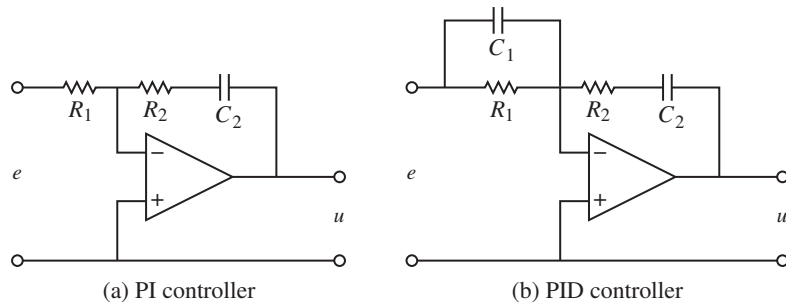 C₁
R₁
R₂
C₂
R₁
R₂
C₂
−
−
e
e
+
+
u
u
(a) PI controller
(b) PID controller